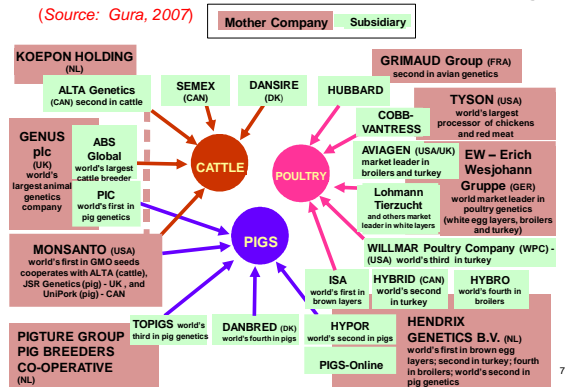 (Source: Gura, 2007)
Mother Company
Subsidiary
KOEPON HOLDING
(NL)
ALTA Genetics
(CAN) second in cattle
SEMEX
(CAN)
DANSIRE
(DK)
HUBBARD
GRIMAUD Group (FRA)
second in avian genetics
TYSON (USA)
world's largest
processor of chickens
and red meat
COBB-
VANTRESS
GENUS
plc
(UK)
world's
largest animal
genetics
company
ABS
Global
world's largest
cattle breeder
PIC
world's first in
pig genetics
CATTLE
POULTRY
PIGS
AVIAGEN (USA/UK)
market leader in
broilers and turkey
EW – Erich
Wesjohann
Gruppe (GER)
world market leader in
poultry genetics
(white egg layers, broilers
and turkey)
Lohmann
Tierzucht
and others market
leader in white layers
WILLMAR Poultry Company (WPC) -
(USA) world's third in turkey
MONSANTO (USA)
world's first in GMO seeds
cooperates with ALTA (cattle),
JSR Genetics (pig) - UK, and
UniPork (pig) - CAN
ISA
world's first in
brown layers
HYBRID (CAN)
world's second
in turkey
HYBRO
world's fourth in
broilers
PIGTURE GROUP
PIG BREEDERS
CO-OPERATIVE
(NL)
TOPIGS world's
third in pig genetics
DANBRED (DK)
world's fourth in pigs
HYPOR
world's second in pigs
PIGS-Online
HENDRIX
GENETICS B.V. (NL)
world's first in brown egg
layers; second in turkey; fourth
in broilers; world's second in
pig genetics
7